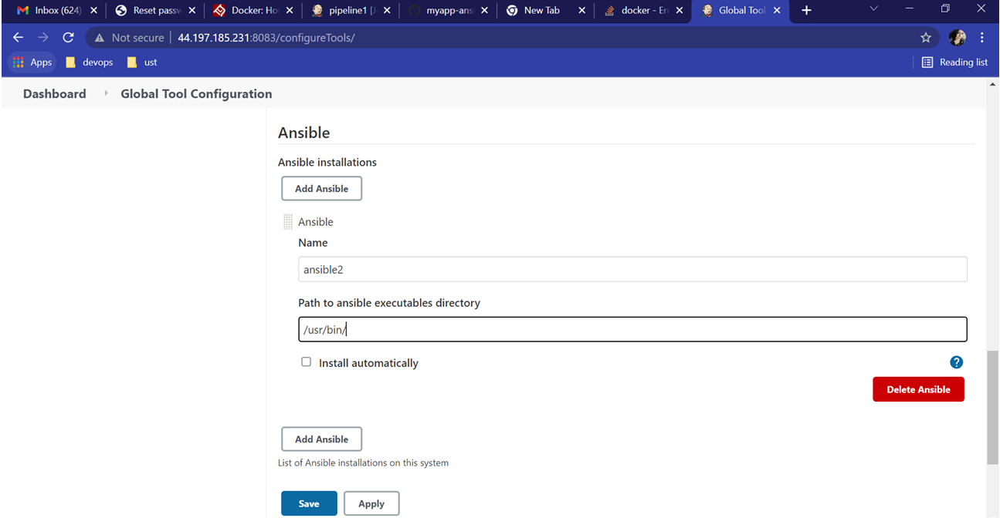 Inbox (624)
Reset passw
Docker: Ho
pipeline1 [J
myapp-ans
New Tab
docker - Er
Global Tool
Not secure 44.197.185.231:8083/configureTools/
Apps devops ust Reading list
Dashboard Global Tool Configuration
Ansible
Ansible installations
Add Ansible
Ansible
Name
ansible2
Path to ansible executables directory
/usr/bin/
Install automatically
?
Delete Ansible
Add Ansible
List of Ansible installations on this system
Save Apply